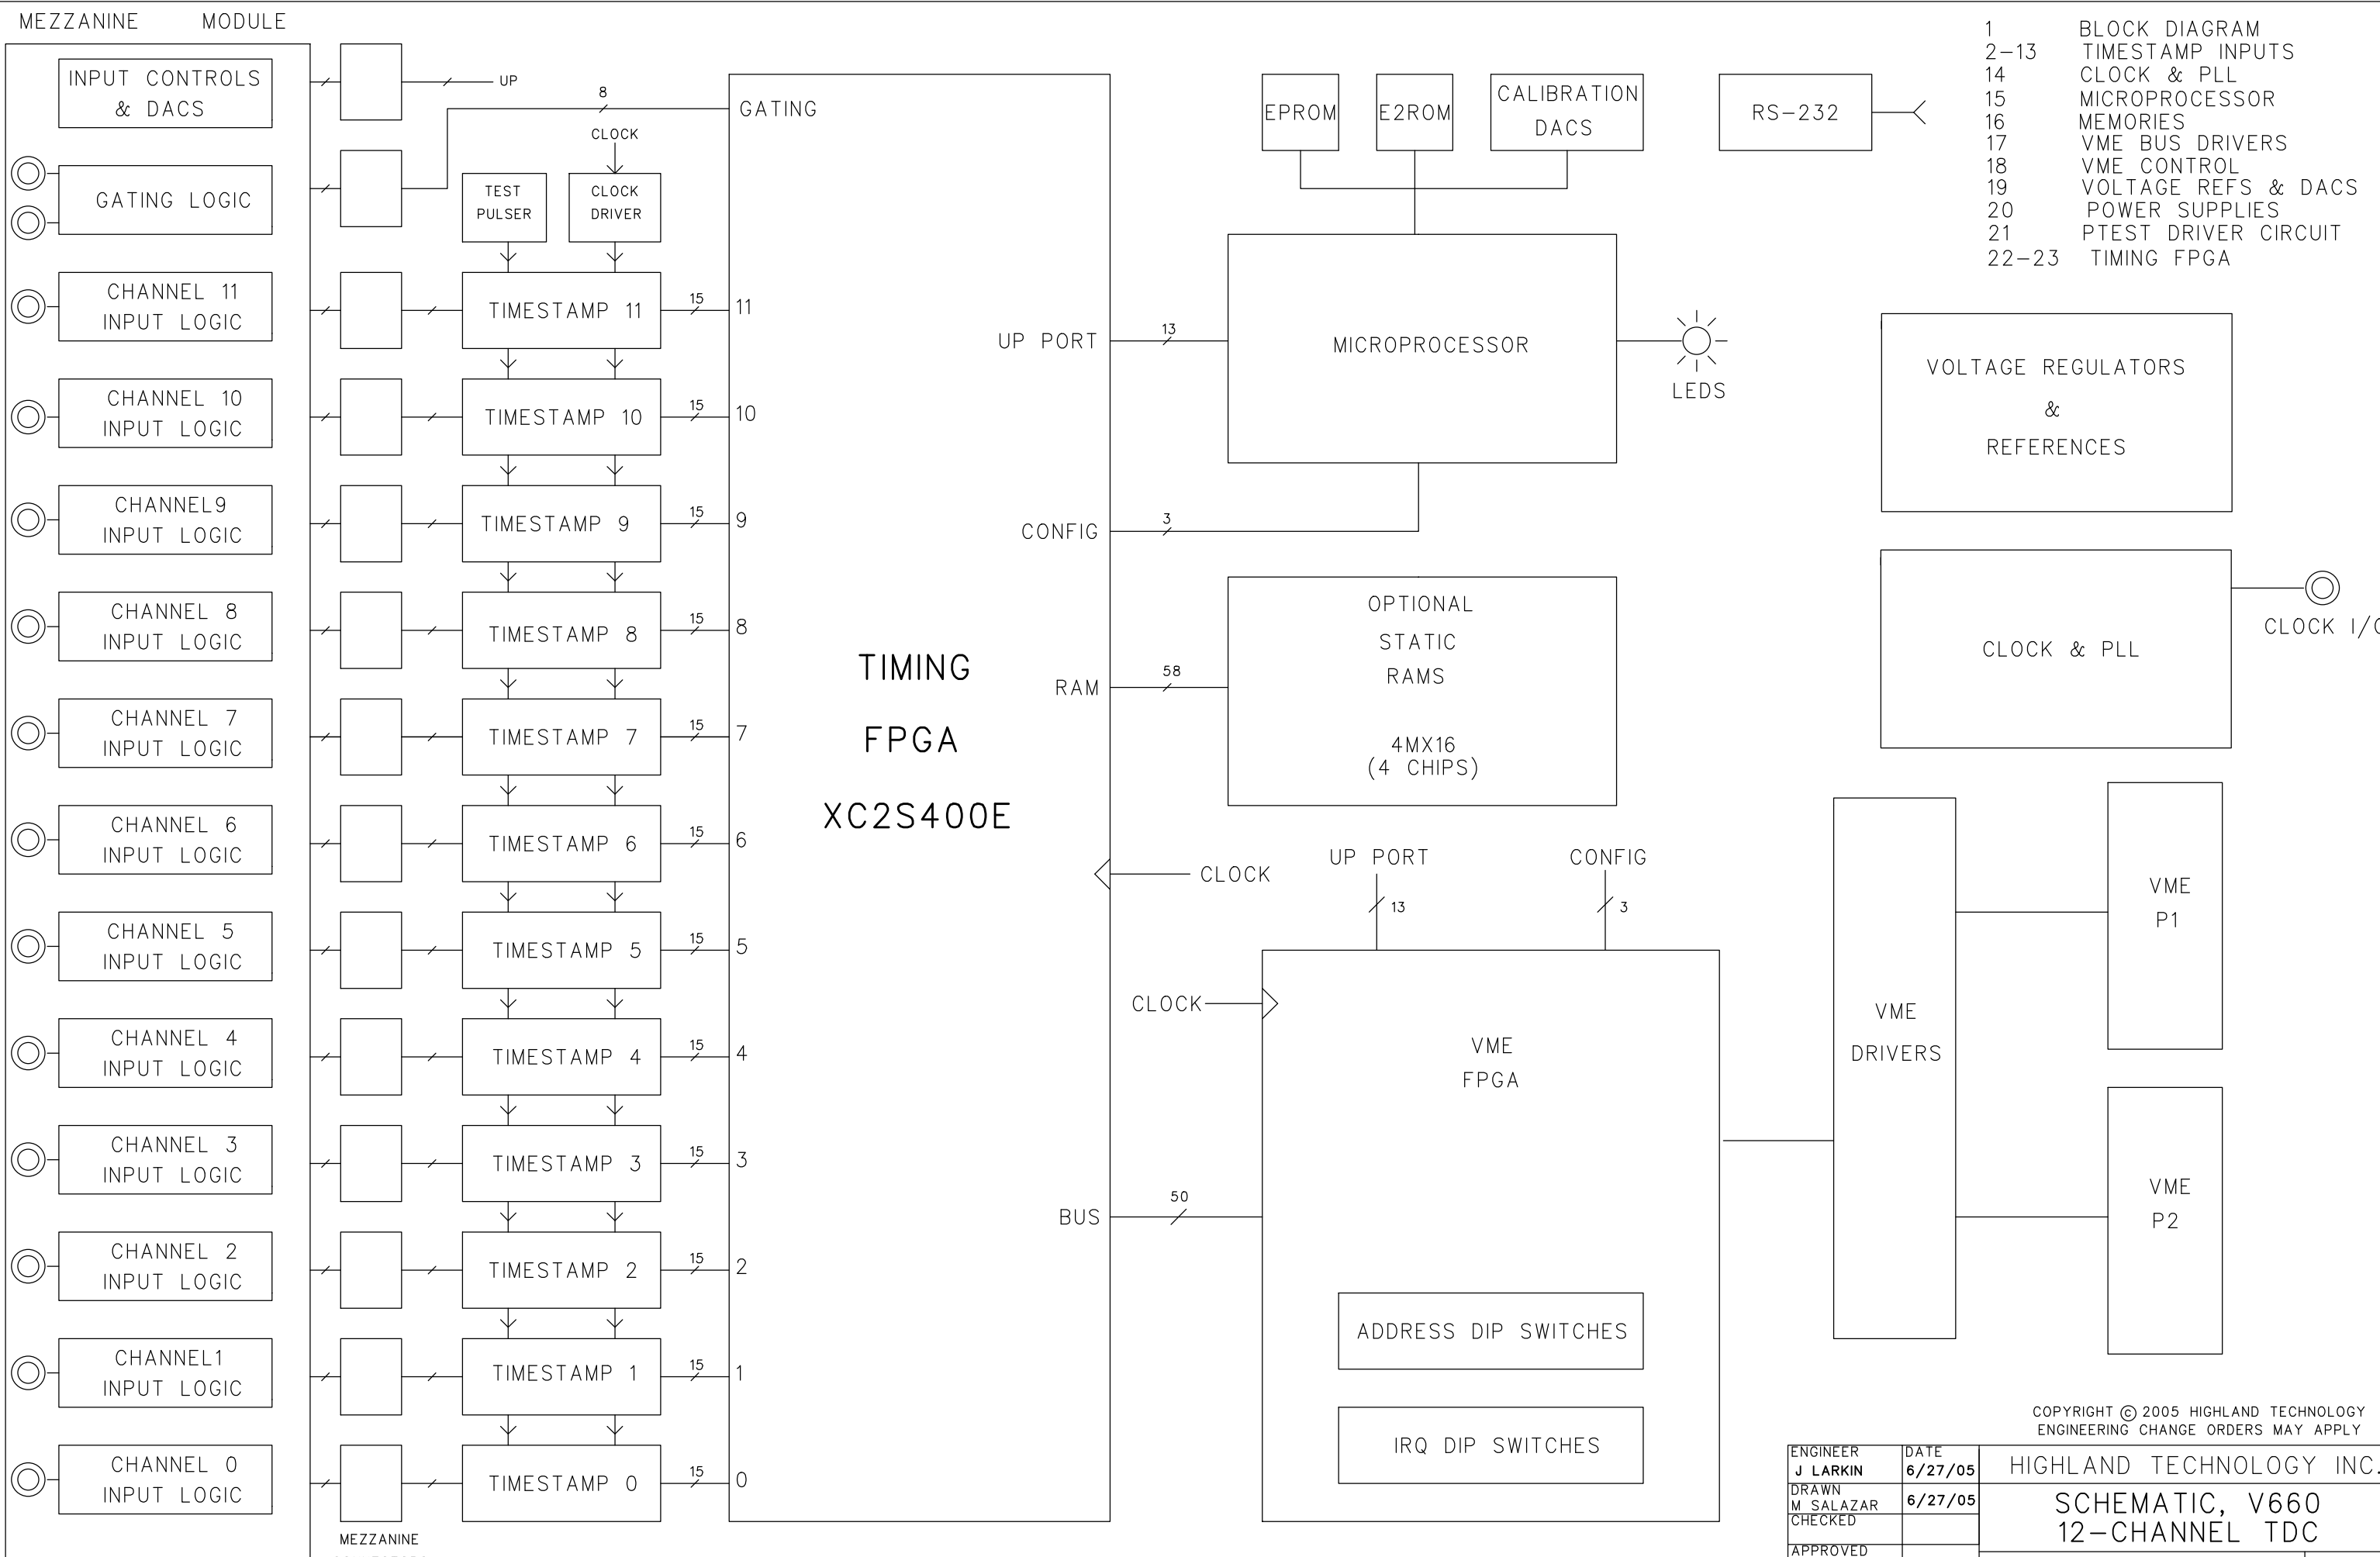 MEZZANINE MODULE
INPUT CONTROLS
& DACS
GATING LOGIC
CHANNEL 11
INPUT LOGIC
CHANNEL 10
INPUT LOGIC
CHANNEL9
INPUT LOGIC
CHANNEL 8
INPUT LOGIC
CHANNEL 7
INPUT LOGIC
CHANNEL 6
INPUT LOGIC
CHANNEL 5
INPUT LOGIC
CHANNEL 4
INPUT LOGIC
CHANNEL 3
INPUT LOGIC
CHANNEL 2
INPUT LOGIC
CHANNEL1
INPUT LOGIC
CHANNEL 0
INPUT LOGIC
MEZZANINE
UP
8
CLOCK
TEST
PULSER
CLOCK
DRIVER
TIMESTAMP 11
15
11
TIMESTAMP 10
15
10
TIMESTAMP 9
15
9
TIMESTAMP 8
15
8
TIMESTAMP 7
15
7
TIMESTAMP 6
15
6
TIMESTAMP 5
15
5
TIMESTAMP 4
15
4
TIMESTAMP 3
15
3
TIMESTAMP 2
15
2
TIMESTAMP 1
15
1
TIMESTAMP 0
15
0
GATING
TIMING
FPGA
XC2S400E
UP PORT
13
CONFIG
3
RAM
58
CLOCK
BUS
50
EPROM
E2ROM
CALIBRATION
DACS
RS-232
MICROPROCESSOR
LEDS
OPTIONAL
STATIC
RAMS
4MX16
(4 CHIPS)
UP PORT
13
CONFIG
3
CLOCK
VME
FPGA
ADDRESS DIP SWITCHES
IRQ DIP SWITCHES
1 BLOCK DIAGRAM
2-13 TIMESTAMP INPUTS
14 CLOCK & PLL
15 MICROPROCESSOR
16 MEMORIES
17 VME BUS DRIVERS
18 VME CONTROL
19 VOLTAGE REFS & DACS
20 POWER SUPPLIES
21 PTEST DRIVER CIRCUIT
22-23 TIMING FPGA
VOLTAGE REGULATORS
&
REFERENCES
CLOCK & PLL
CLOCK
VME
DRIVERS
VME
P1
VME
P2
COPYRIGHT © 2005 HIGHLAND TECHNOLOGY
ENGINEERING CHANGE ORDERS MAY APPLY
ENGINEER
J LARKIN
DATE
6/27/05
DRAWN
M SALAZAR
6/27/05
CHECKED
APPROVED
HIGHLAND TECHNOLOGY INC.
SCHEMATIC, V660
12-CHANNEL TDC